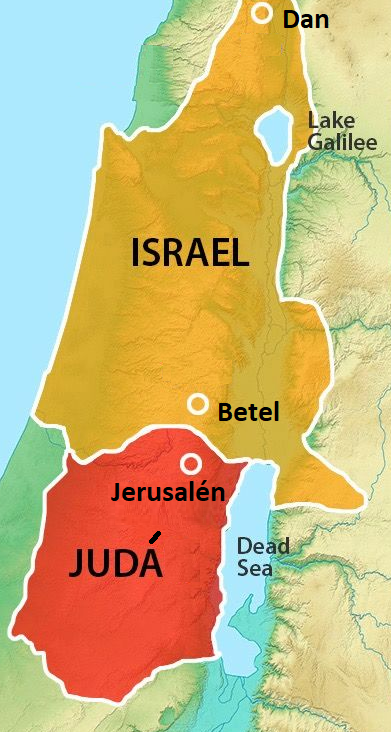 Dan
Lake
Galilee
ISRAEL
Betel
Jerusalén
JUDÁ
Dead
Sea